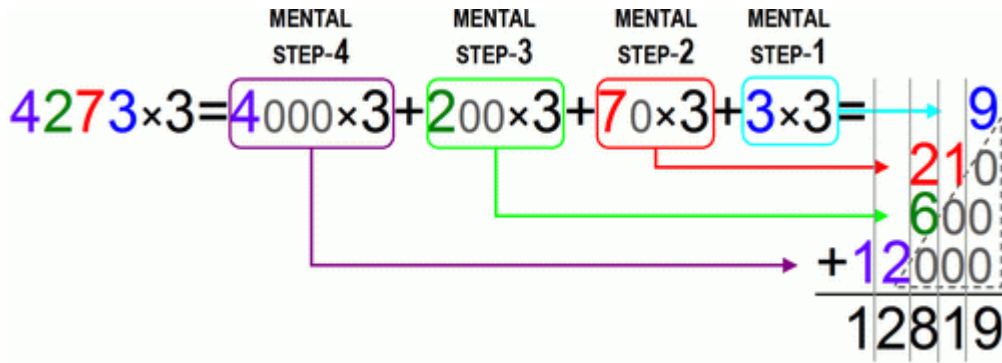 MENTAL MENTAL MENTAL MENTAL
STEP-4 STEP-3 STEP-2 STEP-1
4273×3=4000×3+200×3+70×3+3×3= 9
210
600
+12000
12819